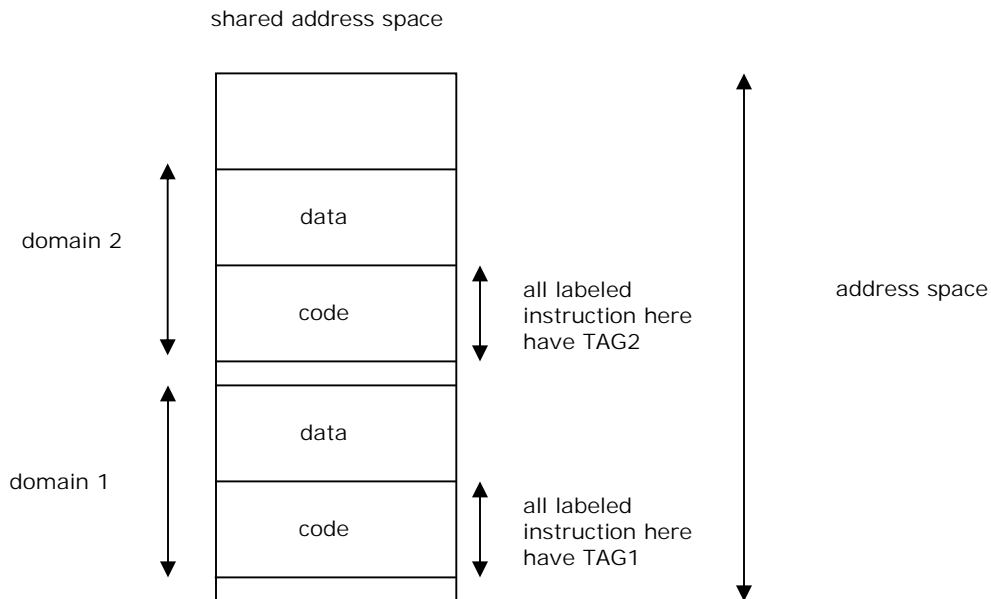 shared address space
data
domain 2
code
all labeled
instruction here
have TAG2
address space
data
domain 1
code
all labeled
instruction here
have TAG1